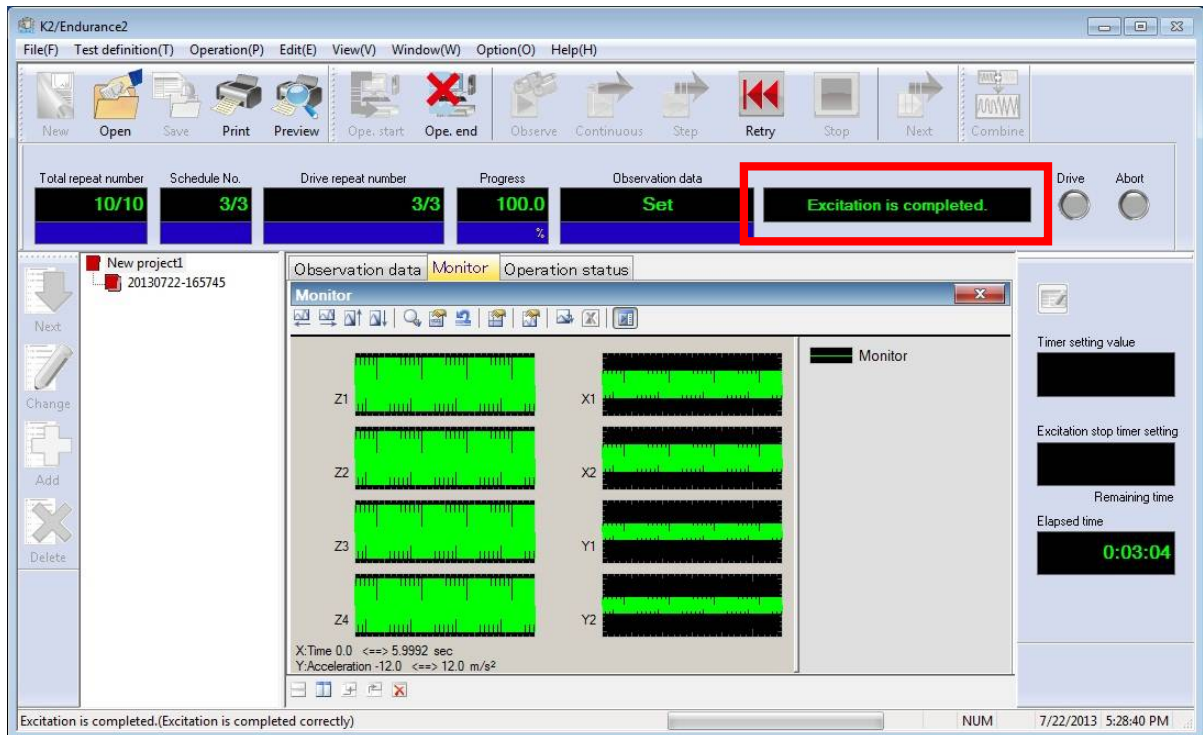 K2/Endurance2
File(F) Test definition(T) Operation(P) Edit(E) View(V) Window(W) Option(O) Help(H)
New Open Save Print Preview Ope. start Ope. end Observe Continuous Step Retry Stop Next Combine
Total repeat number Schedule No. Drive repeat number Progress Observation data Drive Abort
10/10 3/3 3/3 100.0 Set Excitation is completed.
%
New project1
20130722-165745
Observation data Monitor Operation status
Monitor
Next
Change
Add
Delete
Z1 X1
Z2 X2
Z3 Y1
Z4 Y2
X:Time 0.0 <==> 5.9992 sec
Y:Acceleration -12.0 <==> 12.0 m/s²
Monitor
Timer setting value
Excitation stop timer setting
Remaining time
Elapsed time
0:03:04
Excitation is completed.(Excitation is completed correctly) NUM 7/22/2013 5:28:40 PM